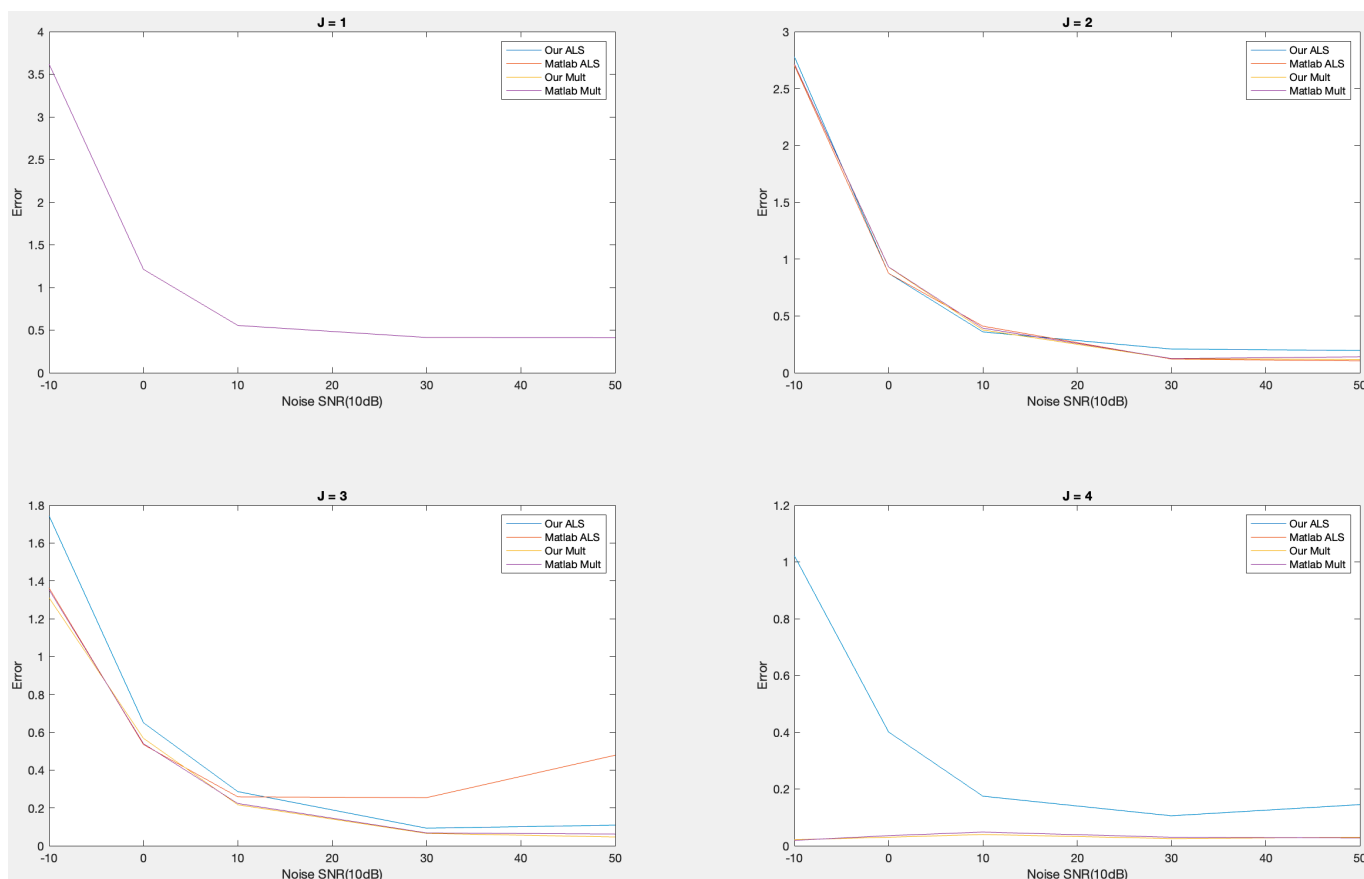 J = 1
4
3.5
3
2.5
2
1.5
1
0.5
0
Error
-10 0 10 20 30 40 50
Noise SNR(10dB)
Our ALS
Matlab ALS
Our Mult
Matlab Mult
J = 2
3
2.5
2
1.5
1
0.5
0
Error
-10 0 10 20 30 40 50
Noise SNR(10dB)
Our ALS
Matlab ALS
Our Mult
Matlab Mult
J = 3
1.8
1.6
1.4
1.2
1
0.8
0.6
0.4
0.2
0
Error
-10 0 10 20 30 40 50
Noise SNR(10dB)
Our ALS
Matlab ALS
Our Mult
Matlab Mult
J = 4
1.2
1
0.8
0.6
0.4
0.2
0
Error
-10 0 10 20 30 40 50
Noise SNR(10dB)
Our ALS
Matlab ALS
Our Mult
Matlab Mult